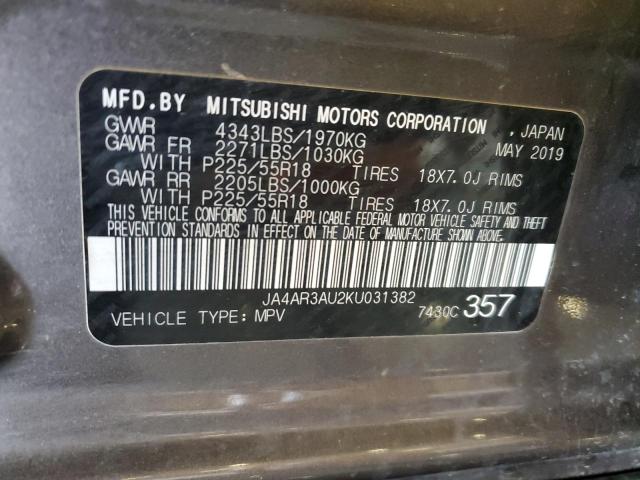 MFD.BY MITSUBISHI MOTORS CORPORATION , JAPAN
GVWR 4343LBS/1970KG MAY 2019
GAWR FR 2271LBS/1030KG
WITH P225/55R18 TIRES 18X7.0J RIMS
GAWR RR 2205LBS/1000KG
WITH P225/55R18 TIRES 18X7.0J RIMS
THIS VEHICLE CONFORMS TO ALL APPLICABLE FEDERAL MOTOR VEHICLE SAFETY AND THEFT
PREVENTION STANDARDS IN EFFECT ON THE DATE OF MANUFACTURE SHOWN ABOVE.
JA4AR3AU2KU031382
VEHICLE TYPE: MPV 7430C 357